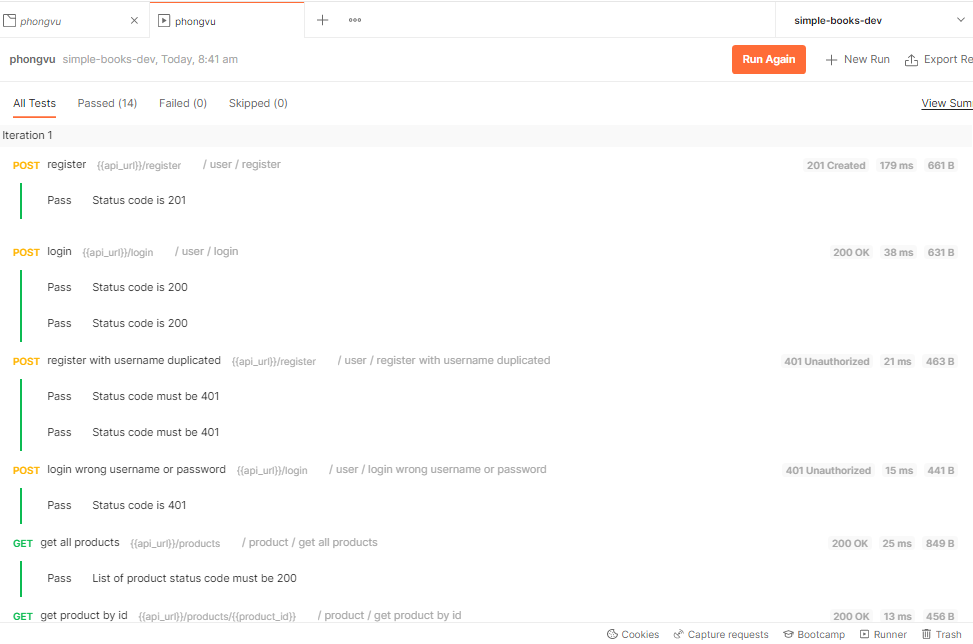 phongvu phongvu simple-books-dev
phongvu simple-books-dev, Today, 8:41 am Run Again New Run Export Re
All Tests Passed (14) Failed (0) Skipped (0) View Sum
Iteration 1
POST register {{api_url}}/register / user / register 201 Created 179 ms 661 B
Pass Status code is 201
POST login {{api_url}}/login / user / login 200 OK 38 ms 631 B
Pass Status code is 200
Pass Status code is 200
POST register with username duplicated {{api_url}}/register / user / register with username duplicated 401 Unauthorized 21 ms 463 B
Pass Status code must be 401
Pass Status code must be 401
POST login wrong username or password {{api_url}}/login / user / login wrong username or password 401 Unauthorized 15 ms 441 B
Pass Status code is 401
GET get all products {{api_url}}/products / product / get all products 200 OK 25 ms 849 B
Pass List of product status code must be 200
GET get product by id {{api_url}}/products/{{product_id}} / product / get product by id 200 OK 13 ms 456 B
Cookies Capture requests Bootcamp Runner Trash